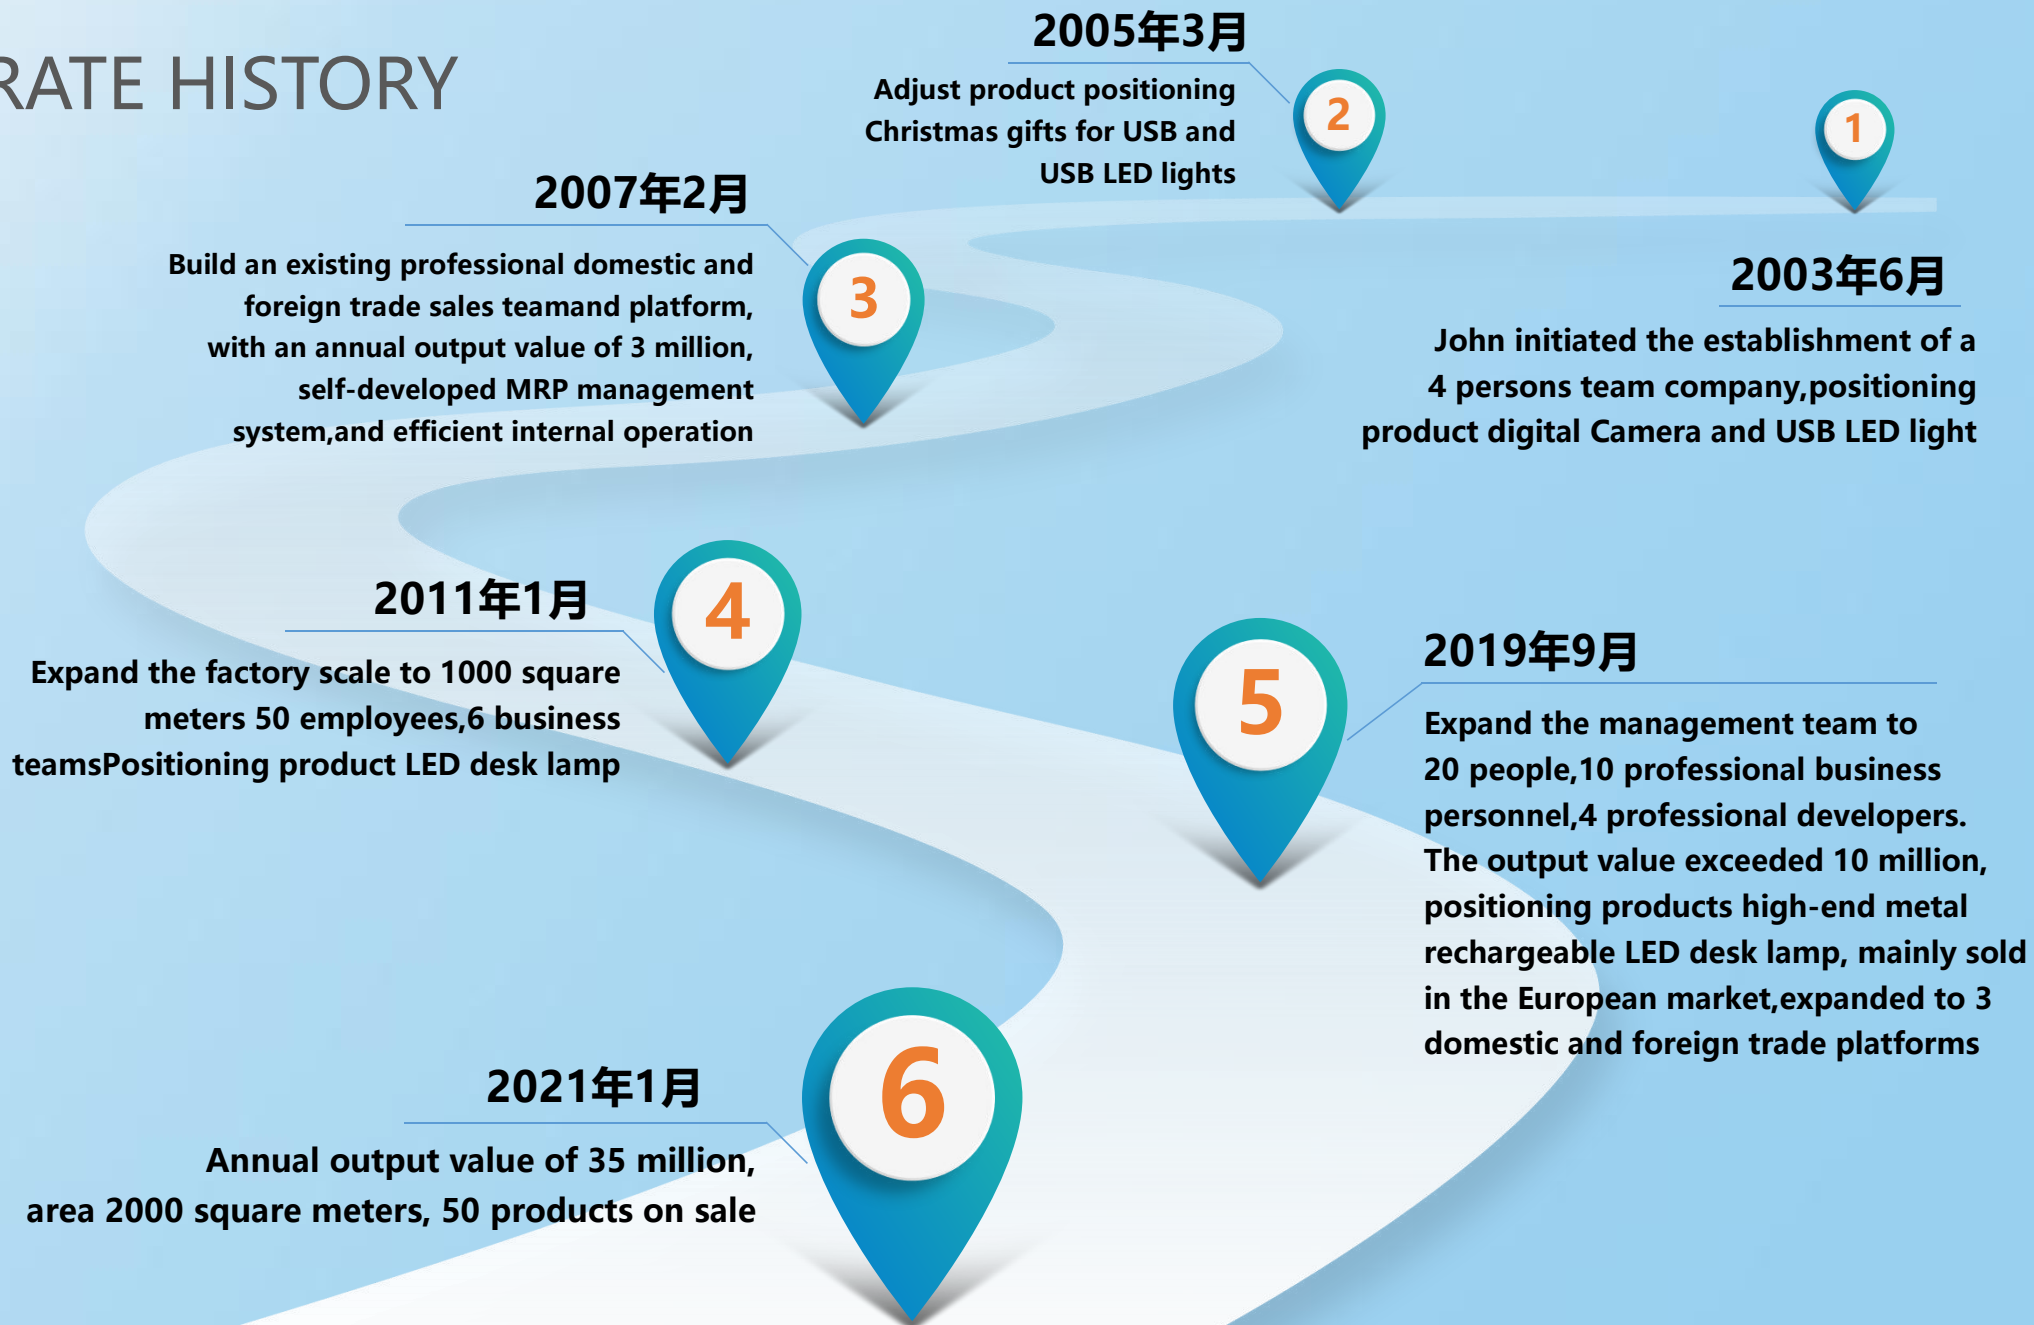 RATE HISTORY
2005年3月
Adjust product positioning
Christmas gifts for USB and
USB LED lights
2
1
2007年2月
Build an existing professional domestic and
foreign trade sales teamand platform,
with an annual output value of 3 million,
self-developed MRP management
system,and efficient internal operation
3
2003年6月
John initiated the establishment of a
4 persons team company,positioning
product digital Camera and USB LED light
2011年1月
Expand the factory scale to 1000 square
meters 50 employees,6 business
teamsPositioning product LED desk lamp
4
5
2019年9月
Expand the management team to
20 people,10 professional business
personnel,4 professional developers.
The output value exceeded 10 million,
positioning products high-end metal
rechargeable LED desk lamp, mainly sold
in the European market,expanded to 3
domestic and foreign trade platforms
2021年1月
Annual output value of 35 million,
area 2000 square meters, 50 products on sale
6